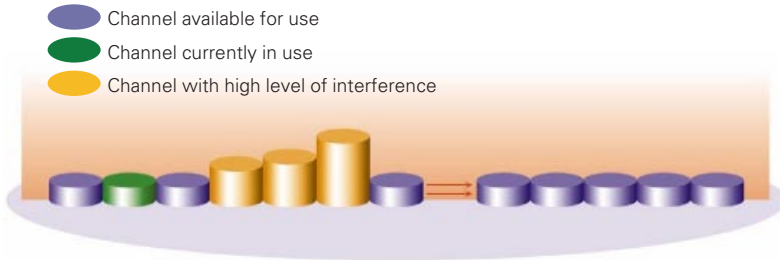 Channel available for use
Channel currently in use
Channel with high level of interference